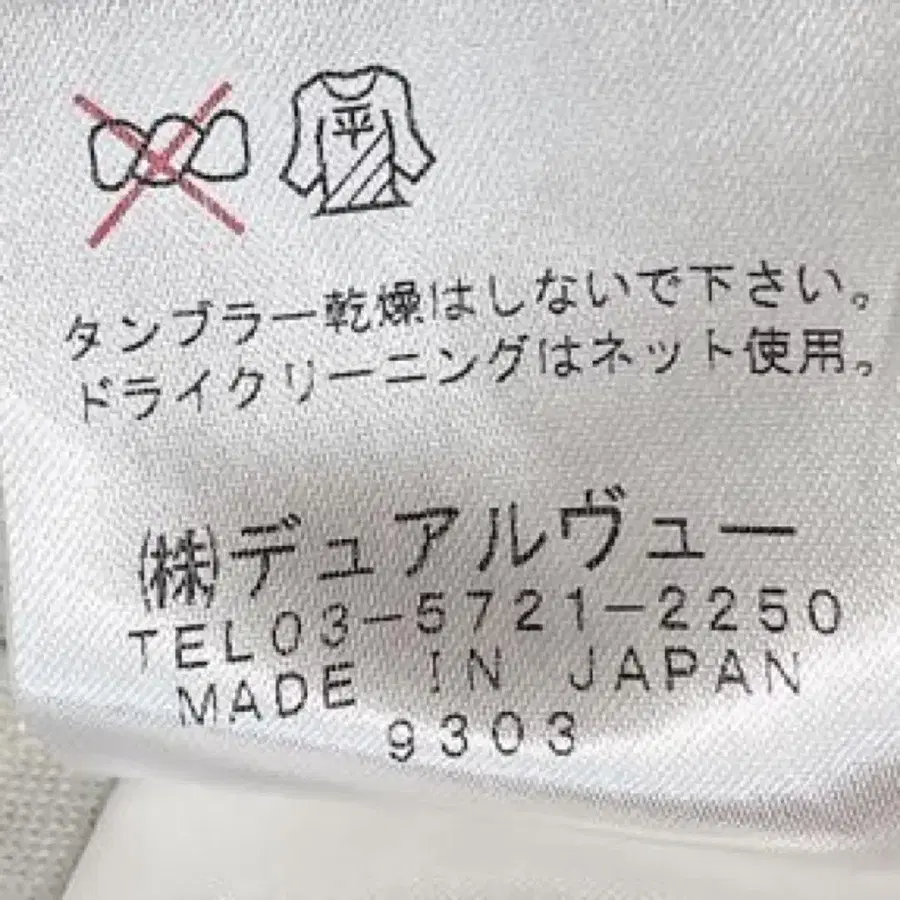 平
タンブラー乾燥はしないで下さい。
ドライクリーニングはネット使用。
(株)デュアルヴュー
TEL03-5721-2250
MADE IN JAPAN
9303